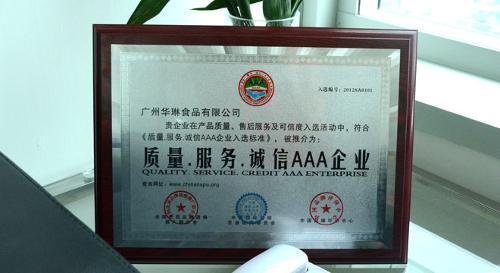 入选编号：2012SA0101
广州华琳食品有限公司
贵企业在产品质量、售后服务及可信度入选活动中，符合
《质量.服务.诚信AAA企业入选标准》，被推介为：
质量.服务.诚信AAA企业
QUALITY. SERVICE. CREDIT AAA ENTERPRISE
查询网址：www.chinatopu.org